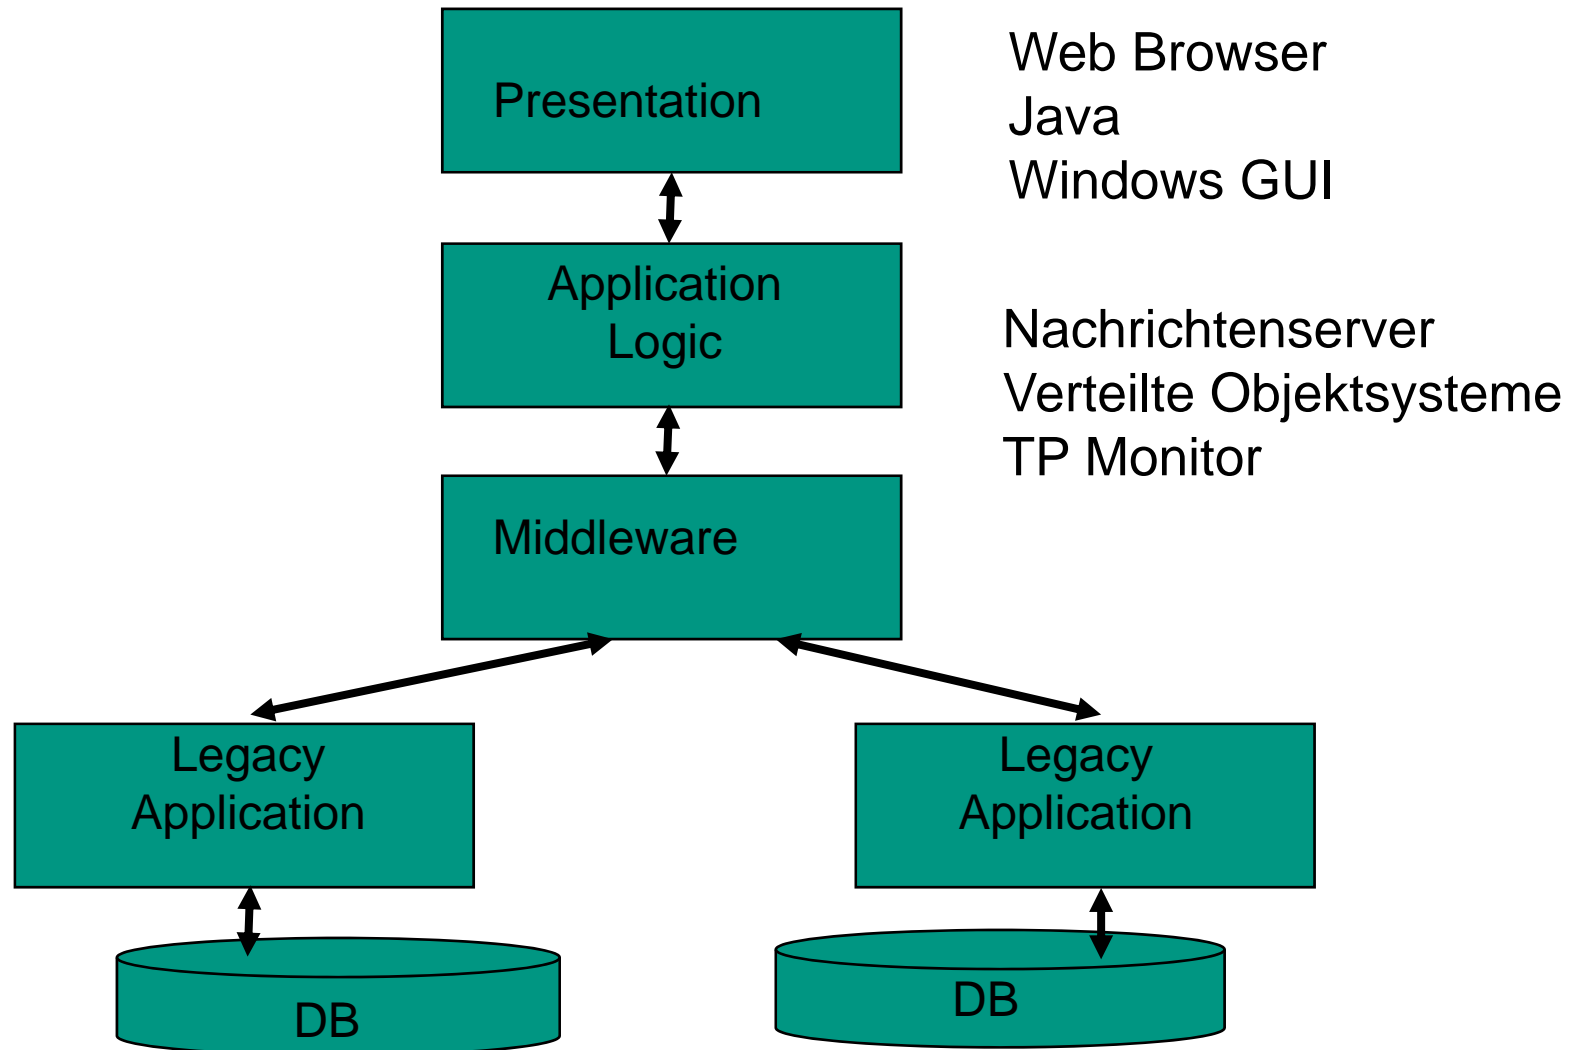 Presentation
Web Browser
Java
Windows GUI
Application
Logic
Nachrichtenserver
Verteilte Objektsysteme
TP Monitor
Middleware
Legacy
Application
Legacy
Application
DB
DB